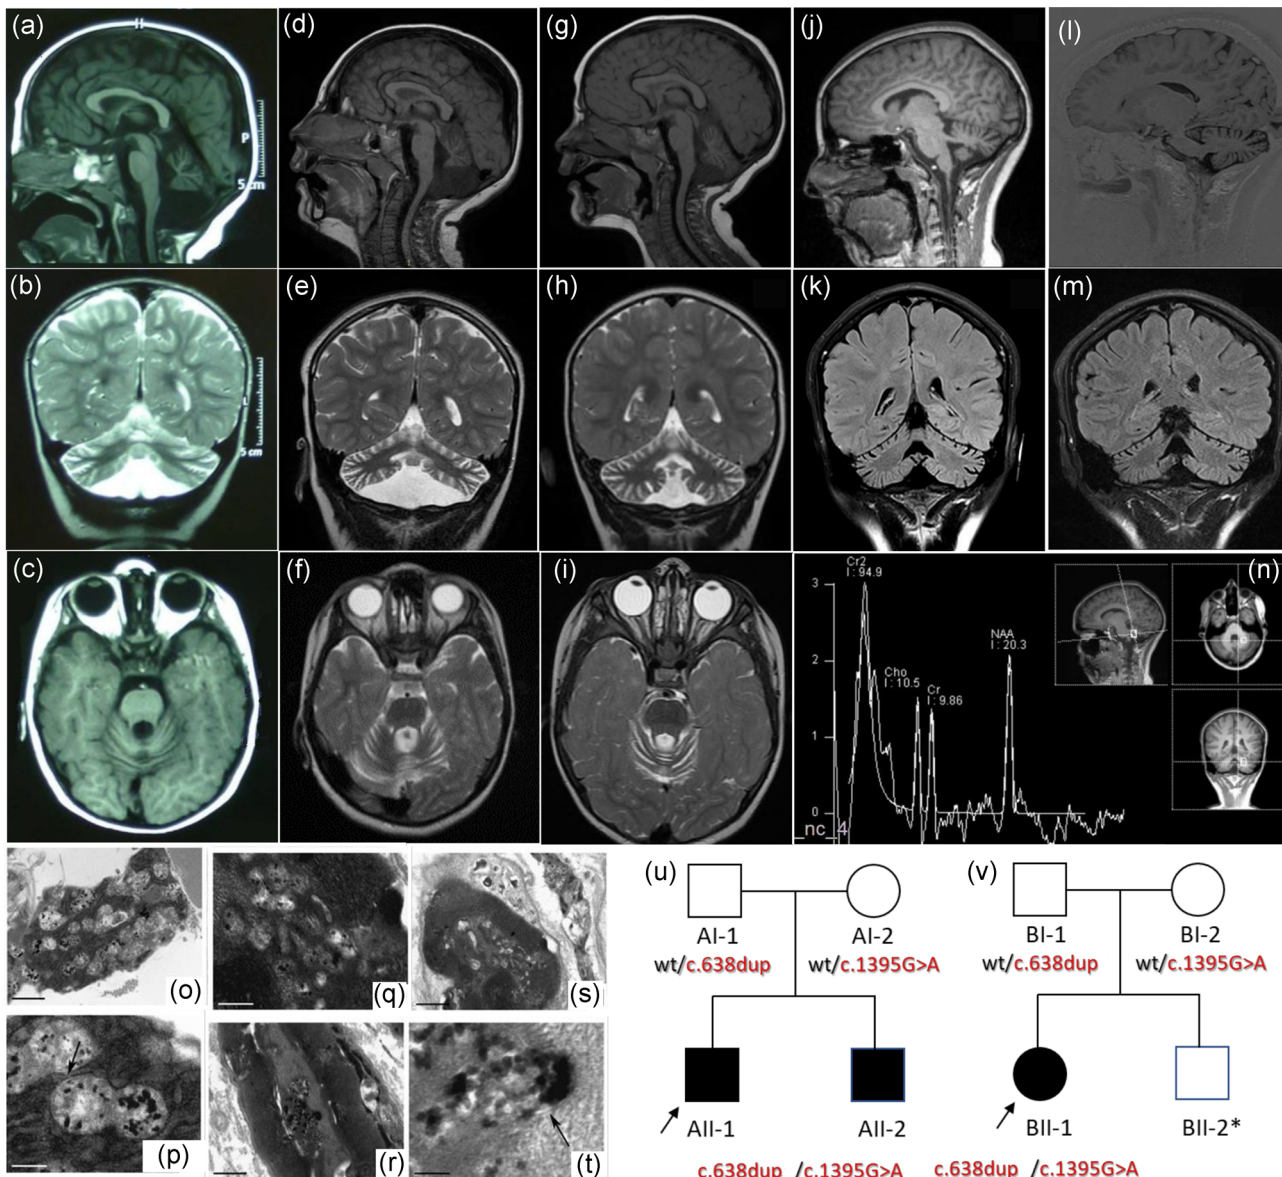 (a)
H
P
5 cm
(d)
(g)
(j)
(l)
(b)
L
5 cm
(e)
(h)
(k)
(m)
(c)
(f)
(i)
(n)
Cr2
I : 94.9
NAA
I : 20.3
Cho
I : 10.5
Cr
I : 9.86
3
2
1
0
_nc_4
(o)
(q)
(s)
(p)
(r)
(t)
(u)
(v)
AI-1
AI-2
BI-1
BI-2
wt/c.638dup
wt/c.1395G>A
wt/c.638dup
wt/c.1395G>A
AII-1
AII-2
BII-1
BII-2*
c.638dup /c.1395G>A
c.638dup /c.1395G>A